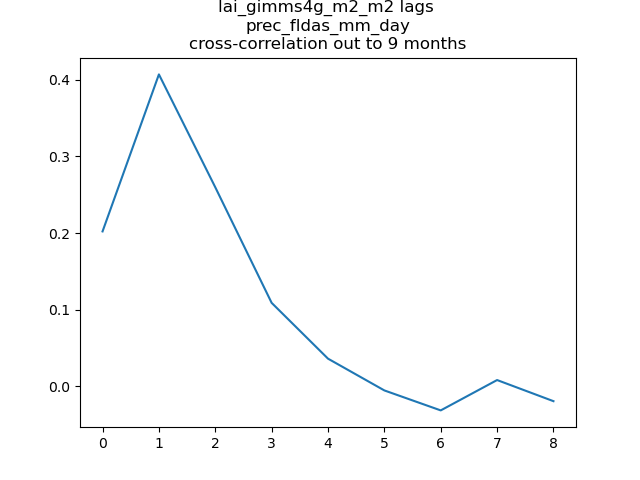 lai_gimms4g_m2_m2 lags
prec_fldas_mm_day
cross-correlation out to 9 months
0.4
0.3
0.2
0.1
0.0
0 1 2 3 4 5 6 7 8